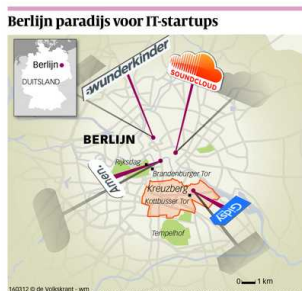 Berlijn paradijs voor IT-startups
Berlijn
DUITSLAND
wunderkinder
SOUNDCLOUD
BERLIJN
Rijksdag
Brandenburger Tor
Amen.
Kreuzberg
Kottbusser Tor
Gidsy
Tempelhof
0 1 km
160312 © de Volkskrant - wm